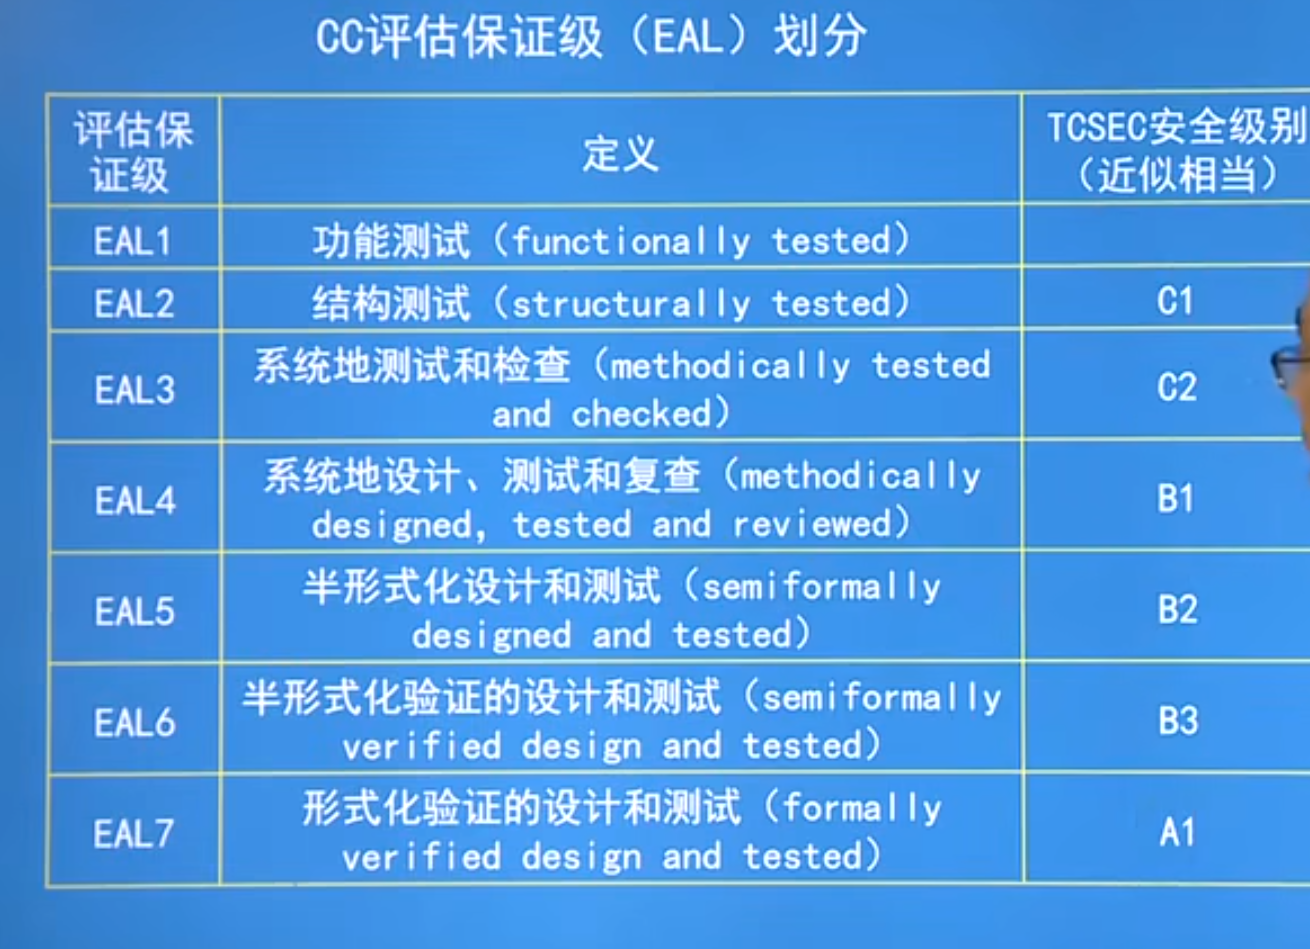 CC评估保证级（EAL）划分
评估保
证级
定义
TCSEC安全级别
（近似相当）
EAL1
功能测试（functionally tested）
EAL2
结构测试（structurally tested）
C1
EAL3
系统地测试和检查（methodically tested
and checked）
C2
EAL4
系统地设计、测试和复查（methodically
designed, tested and reviewed）
B1
EAL5
半形式化设计和测试（semiformally
designed and tested）
B2
EAL6
半形式化验证的设计和测试（semiformally
verified design and tested）
B3
EAL7
形式化验证的设计和测试（formally
verified design and tested）
A1